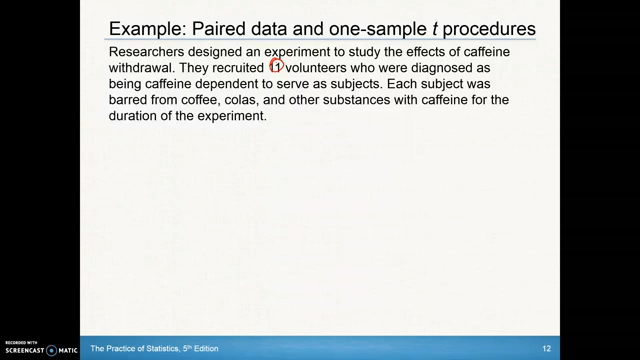 Example: Paired data and one-sample t procedures
Researchers designed an experiment to study the effects of caffeine
withdrawal. They recruited 11 volunteers who were diagnosed as
being caffeine dependent to serve as subjects. Each subject was
barred from coffee, colas, and other substances with caffeine for the
duration of the experiment.
The Practice of Statistics, 5th Edition
12
RECORDED WITH
SCREENCAST MATIC